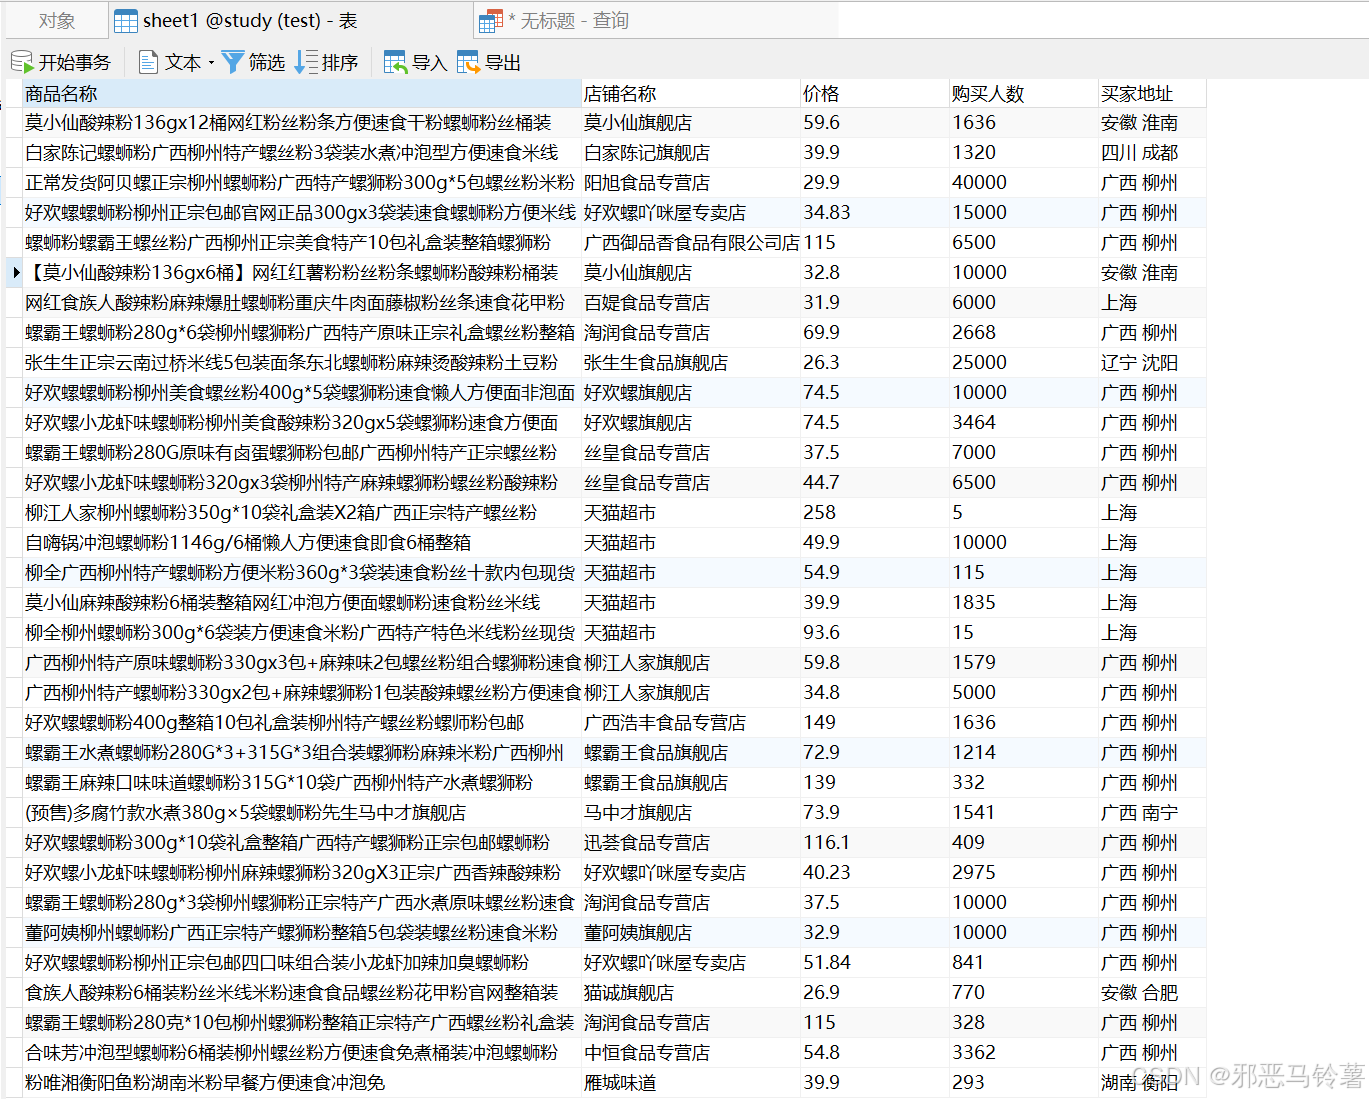 对象 sheet1 @study (test) - 表 * 无标题 - 查询
开始事务 文本 筛选 排序 导入 导出
商品名称 店铺名称 价格 购买人数 买家地址
莫小仙酸辣粉136gx12桶网红粉丝粉条方便速食干粉螺蛳粉丝桶装 莫小仙旗舰店 59.6 1636 安徽 淮南
白家陈记螺蛳粉广西柳州特产螺丝粉3袋装水煮冲泡型方便速食米线 白家陈记旗舰店 39.9 1320 四川 成都
正常发货阿贝螺正宗柳州螺蛳粉广西特产螺狮粉300g*5包螺丝粉米粉 阳旭食品专营店 29.9 40000 广西 柳州
好欢螺螺蛳粉柳州正宗包邮官网正品300gx3袋装速食螺蛳粉方便米线 好欢螺吖咪屋专卖店 34.83 15000 广西 柳州
螺蛳粉螺霸王螺丝粉广西柳州正宗美食特产10包礼盒装整箱螺狮粉 广西御品香食品有限公司店 115 6500 广西 柳州
【莫小仙酸辣粉136gx6桶】网红红薯粉粉丝粉条螺蛳粉酸辣粉桶装 莫小仙旗舰店 32.8 10000 安徽 淮南
网红食族人酸辣粉麻辣爆肚螺蛳粉重庆牛肉面藤椒粉丝条速食花甲粉 百媞食品专营店 31.9 6000 上海
螺霸王螺蛳粉280g*6袋柳州螺狮粉广西特产原味正宗礼盒螺丝粉整箱 淘润食品专营店 69.9 2668 广西 柳州
张生生正宗云南过桥米线5包装面条东北螺蛳粉麻辣烫酸辣粉土豆粉 张生生食品旗舰店 26.3 25000 辽宁 沈阳
好欢螺螺蛳粉柳州美食螺丝粉400g*5袋螺狮粉速食懒人方便面非泡面 好欢螺旗舰店 74.5 10000 广西 柳州
好欢螺小龙虾味螺蛳粉柳州美食酸辣粉320gx5袋螺狮粉速食方便面 好欢螺旗舰店 74.5 3464 广西 柳州
螺霸王螺蛳粉280G原味有卤蛋螺狮粉包邮广西柳州特产正宗螺丝粉 丝皇食品专营店 37.5 7000 广西 柳州
好欢螺小龙虾味螺蛳粉320gx3袋柳州特产麻辣螺狮粉螺丝粉酸辣粉 丝皇食品专营店 44.7 6500 广西 柳州
柳江人家柳州螺蛳粉350g*10袋礼盒装X2箱广西正宗特产螺丝粉 天猫超市 258 5 上海
自嗨锅冲泡螺蛳粉1146g/6桶懒人方便速食即食6桶整箱 天猫超市 49.9 10000 上海
柳全广西柳州特产螺蛳粉方便米粉360g*3袋装速食粉丝十款内包现货 天猫超市 54.9 115 上海
莫小仙麻辣酸辣粉6桶装整箱网红冲泡方便面螺蛳粉速食粉丝米线 天猫超市 39.9 1835 上海
柳全柳州螺蛳粉300g*6袋装方便速食米粉广西特产特色米线粉丝现货 天猫超市 93.6 15 上海
广西柳州特产原味螺蛳粉330gx3包+麻辣味2包螺丝粉组合螺狮粉速食 柳江人家旗舰店 59.8 1579 广西 柳州
广西柳州特产螺蛳粉330gx2包+麻辣螺狮粉1包装酸辣螺丝粉方便速食 柳江人家旗舰店 34.8 5000 广西 柳州
好欢螺螺蛳粉400g整箱10包礼盒装柳州特产螺丝粉螺师粉包邮 广西浩丰食品专营店 149 1636 广西 柳州
螺霸王水煮螺蛳粉280G*3+315G*3组合装螺狮粉麻辣米粉广西柳州 螺霸王食品旗舰店 72.9 1214 广西 柳州
螺霸王麻辣口味味道螺蛳粉315G*10袋广西柳州特产水煮螺狮粉 螺霸王食品旗舰店 139 332 广西 柳州
(预售)多腐竹款水煮380g×5袋螺蛳粉先生马中才旗舰店 马中才旗舰店 73.9 1541 广西 南宁
好欢螺螺蛳粉300g*10袋礼盒整箱广西特产螺狮粉正宗包邮螺蛳粉 迅荟食品专营店 116.1 409 广西 柳州
好欢螺小龙虾味螺蛳粉柳州麻辣螺狮粉320gX3正宗广西香辣酸辣粉 好欢螺吖咪屋专卖店 40.23 2975 广西 柳州
螺霸王螺蛳粉280g*3袋柳州螺狮粉正宗特产广西水煮原味螺丝粉速食 淘润食品专营店 37.5 10000 广西 柳州
董阿姨柳州螺蛳粉广西正宗特产螺狮粉整箱5包袋装螺丝粉速食米粉 董阿姨旗舰店 32.9 10000 广西 柳州
好欢螺螺蛳粉柳州正宗包邮四口味组合装小龙虾加辣加臭螺蛳粉 好欢螺吖咪屋专卖店 51.84 841 广西 柳州
食族人酸辣粉6桶装粉丝米线米粉速食食品螺丝粉花甲粉官网整箱装 猫诚旗舰店 26.9 770 安徽 合肥
螺霸王螺蛳粉280克*10包柳州螺狮粉整箱正宗特产广西螺丝粉礼盒装 淘润食品专营店 115 328 广西 柳州
合味芳冲泡型螺蛳粉6桶装柳州螺丝粉方便速食免煮桶装冲泡螺蛳粉 中恒食品专营店 54.8 3362 广西 柳州
粉唯湘衡阳鱼粉湖南米粉早餐方便速食冲泡免 雁城味道 39.9 293 湖南 衡阳
CSDN @邪恶马铃薯